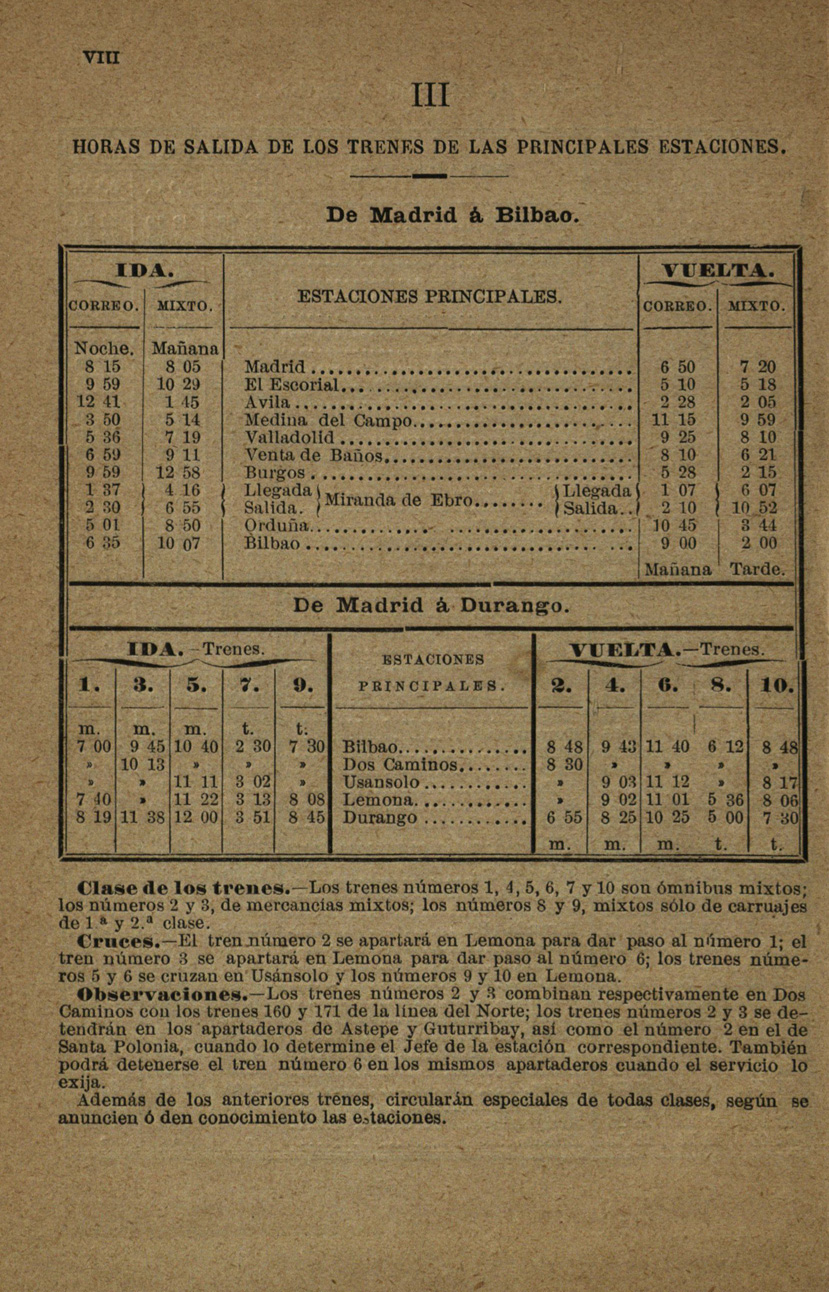 VIII
III
HORAS DE SALIDA DE LOS TRENES DE LAS PRINCIPALES ESTACIONES.
De Madrid á Bilbao.
IDA. ESTACIONES PRINCIPALES. VUELTA.
CORREO. MIXTO. CORREO. MIXTO.
Noche. Mañana
8 15 8 05 Madrid 6 50 7 20
9 59 10 29 El Escorial 5 10 5 18
12 41 1 45 Avila 2 28 2 05
3 50 5 14 Medina del Campo 11 15 9 59
5 36 7 19 Valladolid 9 25 8 10
6 59 9 11 Venta de Baños 8 10 6 21
9 59 12 58 Burgos 5 28 2 15
1 37 4 16 Llegada Miranda de Ebro Llegada 1 07 6 07
2 30 6 55 Salida. Salida.. 2 10 10 52
5 01 8 50 Orduña 10 45 3 44
6 35 10 07 Bilbao 9 00 2 00
Mañana Tarde.
De Madrid á Durango.
IDA.—Trenes. ESTACIONES PRINCIPALES. VUELTA.—Trenes.
1. 3. 5. 7. 9. 2. 4. 6. 8. 10.
m. m. m. t. t.
7 00 9 45 10 40 2 30 7 30 Bilbao 8 48 9 43 11 40 6 12 8 48
» 10 13 » » » Dos Caminos 8 30 » » » »
» » 11 11 3 02 » Usansolo » 9 03 11 12 » 8 17
7 40 » 11 22 3 13 8 08 Lemona » 9 02 11 01 5 36 8 06
8 19 11 38 12 00 3 51 8 45 Durango 6 55 8 25 10 25 5 00 7 30
m. m. m. t. t.
Clase de los trenes.—Los trenes números 1, 4, 5, 6, 7 y 10 son ómnibus mixtos;
los números 2 y 3, de mercancías mixtos; los números 8 y 9, mixtos sólo de carruajes
de 1.ª y 2.ª clase.
Cruces.—El tren número 2 se apartará en Lemona para dar paso al número 1; el
tren número 3 se apartará en Lemona para dar paso al número 6; los trenes núme-
ros 5 y 6 se cruzan en Usánsolo y los números 9 y 10 en Lemona.
Observaciones.—Los trenes números 2 y 3 combinan respectivamente en Dos
Caminos con los trenes 160 y 171 de la línea del Norte; los trenes números 2 y 3 se de-
tendrán en los apartaderos de Astepe y Guturribay, así como el número 2 en el de
Santa Polonia, cuando lo determine el Jefe de la estación correspondiente. También
podrá detenerse el tren número 6 en los mismos apartaderos cuando el servicio lo
exija.
Además de los anteriores trenes, circularán especiales de todas clases, según se
anuncien ó den conocimiento las estaciones.